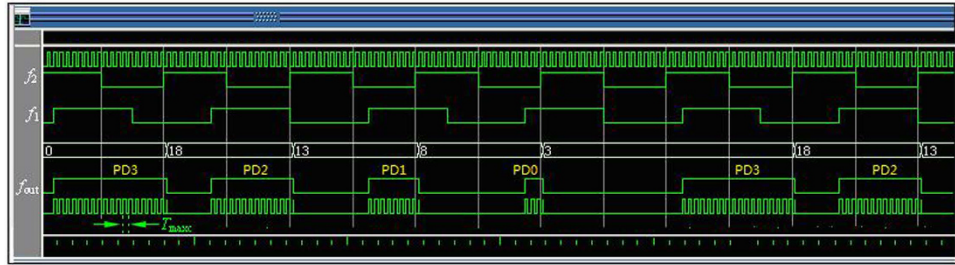 f2
f1
0 18 13 8 3 18 13
PD3 PD2 PD1 PD0 PD3 PD2
fout
Tmax